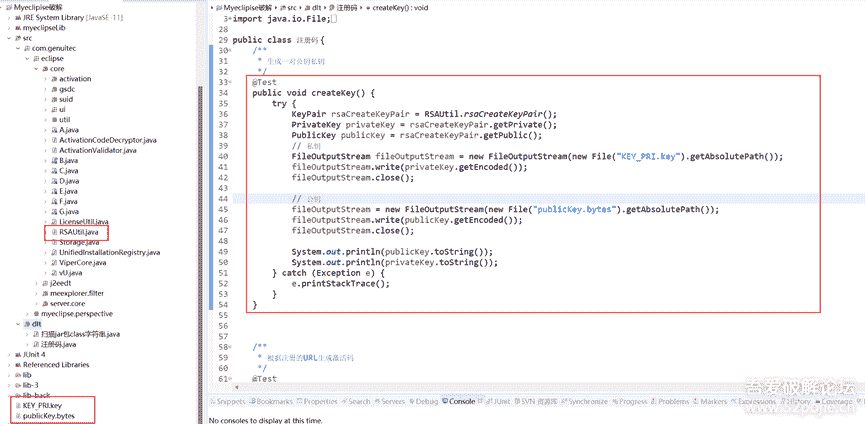 Myeclipise破解
JRE System Library [JavaSE-11]
myeclipseLib
src
com.genuitec
eclipse
core
activation
gsdc
suid
ui
util
A.java
ActivationCodeDecryptor.java
ActivationValidator.java
B.java
C.java
D.java
E.java
F.java
G.java
LicenseUtil.java
RSAUtil.java
Storage.java
UnifiedInstallationRegistry.java
ViperCore.java
vU.java
j2eedt
meexplorer.filter
server.core
myeclipse.perspective
dlt
扫描jar包class字符串.java
注册码.java
JUnit 4
Referenced Libraries
lib
lib-3
lib-back
KEY_PRI.key
publicKey.bytes
Myeclipise破解 src dlt 注册码 createKey() : void
3 import java.io.File;
28
29 public class 注册码 {
30 /**
31 * 生成一对公钥私钥
32 */
33 @Test
34 public void createKey() {
35 try {
36 KeyPair rsaCreateKeyPair = RSAUtil.rsaCreateKeyPair();
37 PrivateKey privateKey = rsaCreateKeyPair.getPrivate();
38 PublicKey publicKey = rsaCreateKeyPair.getPublic();
39 // 私钥
40 FileOutputStream fileOutputStream = new FileOutputStream(new File("KEY_PRI.key").getAbsolutePath());
41 fileOutputStream.write(privateKey.getEncoded());
42 fileOutputStream.close();
43
44 // 公钥
45 fileOutputStream = new FileOutputStream(new File("publicKey.bytes").getAbsolutePath());
46 fileOutputStream.write(publicKey.getEncoded());
47 fileOutputStream.close();
48
49 System.out.println(publicKey.toString());
50 System.out.println(privateKey.toString());
51 } catch (Exception e) {
52 e.printStackTrace();
53 }
54 }
55
56
57
58 /**
59 * 根据注册的URL生成激活码
60 */
61 @Test
Snippets Bookmarks Properties Search Servers Debug Console JUnit SVN 资源库 Synchronize Progress Problems Markers Expressions History Coverage
No consoles to display at this time.
吾爱破解论坛
www.52pojie.cn